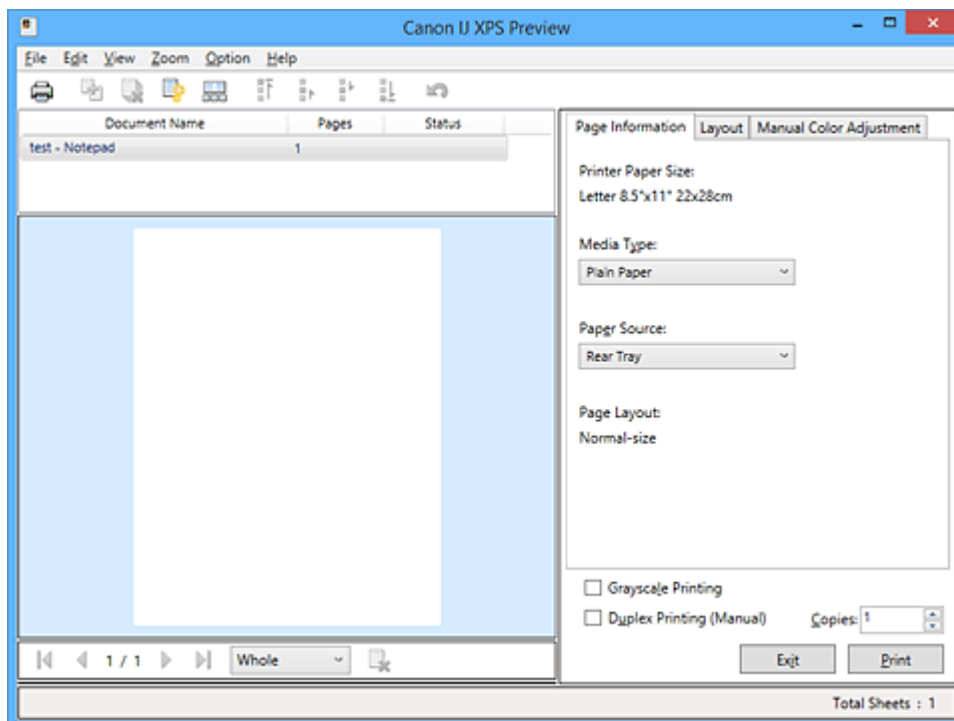 Canon IJ XPS Preview
File Edit View Zoom Option Help
Document Name Pages Status
test - Notepad 1
Page Information Layout Manual Color Adjustment
Printer Paper Size:
Letter 8.5"x11" 22x28cm
Media Type:
Plain Paper
Paper Source:
Rear Tray
Page Layout:
Normal-size
Grayscale Printing
Duplex Printing (Manual) Copies: 1
1 / 1 Whole
Exit Print
Total Sheets : 1